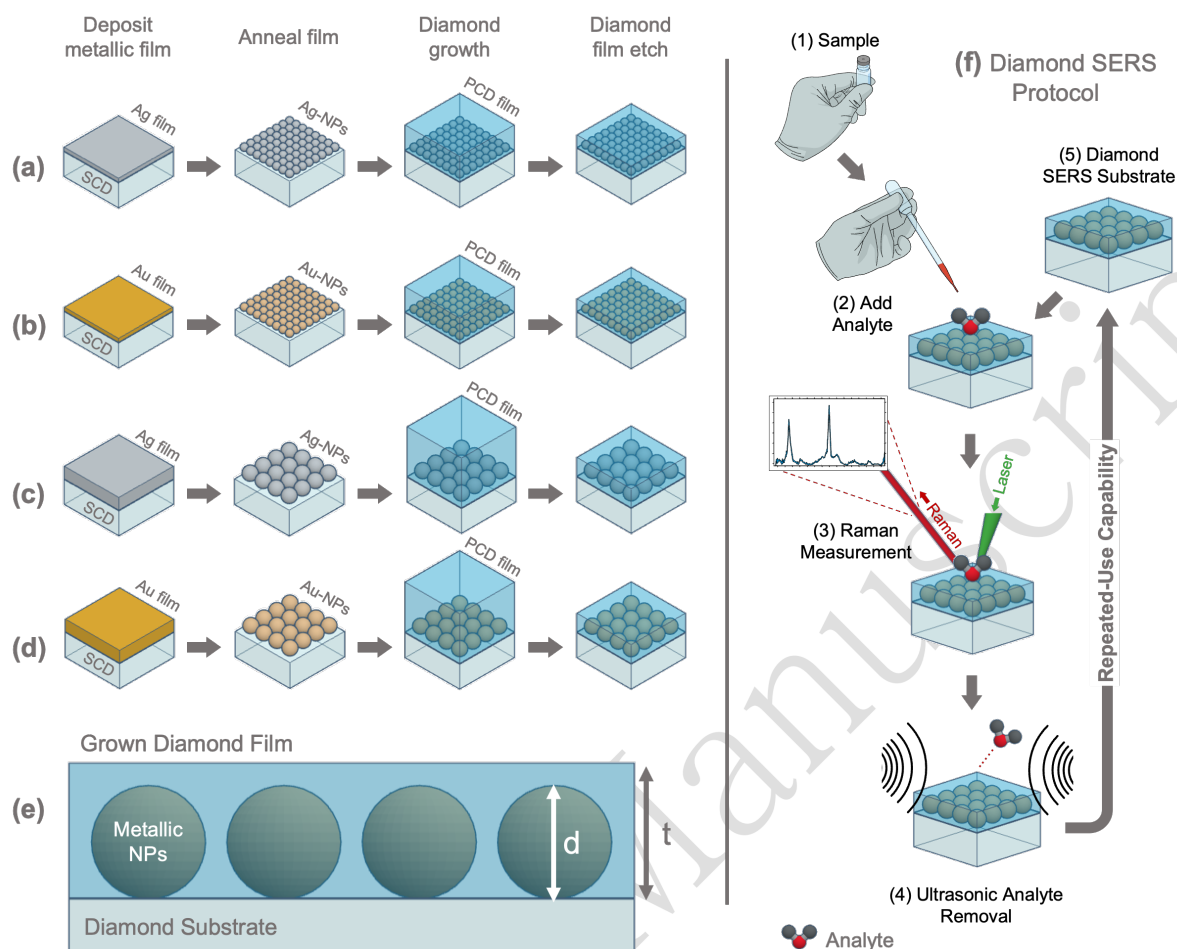 Deposit
metallic film
Anneal film
Diamond
growth
Diamond
film etch
(a)
Ag film
SCD
Ag-NPs
PCD film
(b)
Au film
SCD
Au-NPs
PCD film
(c)
Ag film
SCD
Ag-NPs
PCD film
(d)
Au film
SCD
Au-NPs
PCD film
(e)
Grown Diamond Film
Metallic
NPs
d
t
Diamond Substrate
(f) Diamond SERS
Protocol
(1) Sample
(5) Diamond
SERS Substrate
(2) Add
Analyte
Laser
Raman
(3) Raman
Measurement
Repeated-Use Capability
(4) Ultrasonic Analyte
Removal
Analyte
Manuscrip